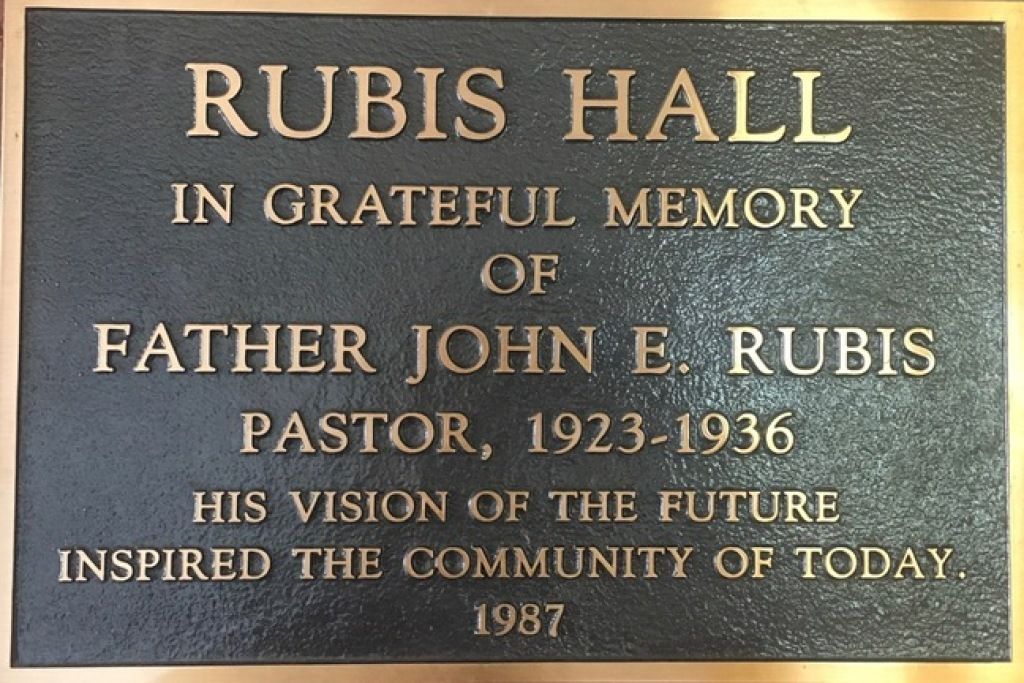 RUBIS HALL
IN GRATEFUL MEMORY
OF
FATHER JOHN E. RUBIS
PASTOR, 1923-1936
HIS VISION OF THE FUTURE
INSPIRED THE COMMUNITY OF TODAY.
1987